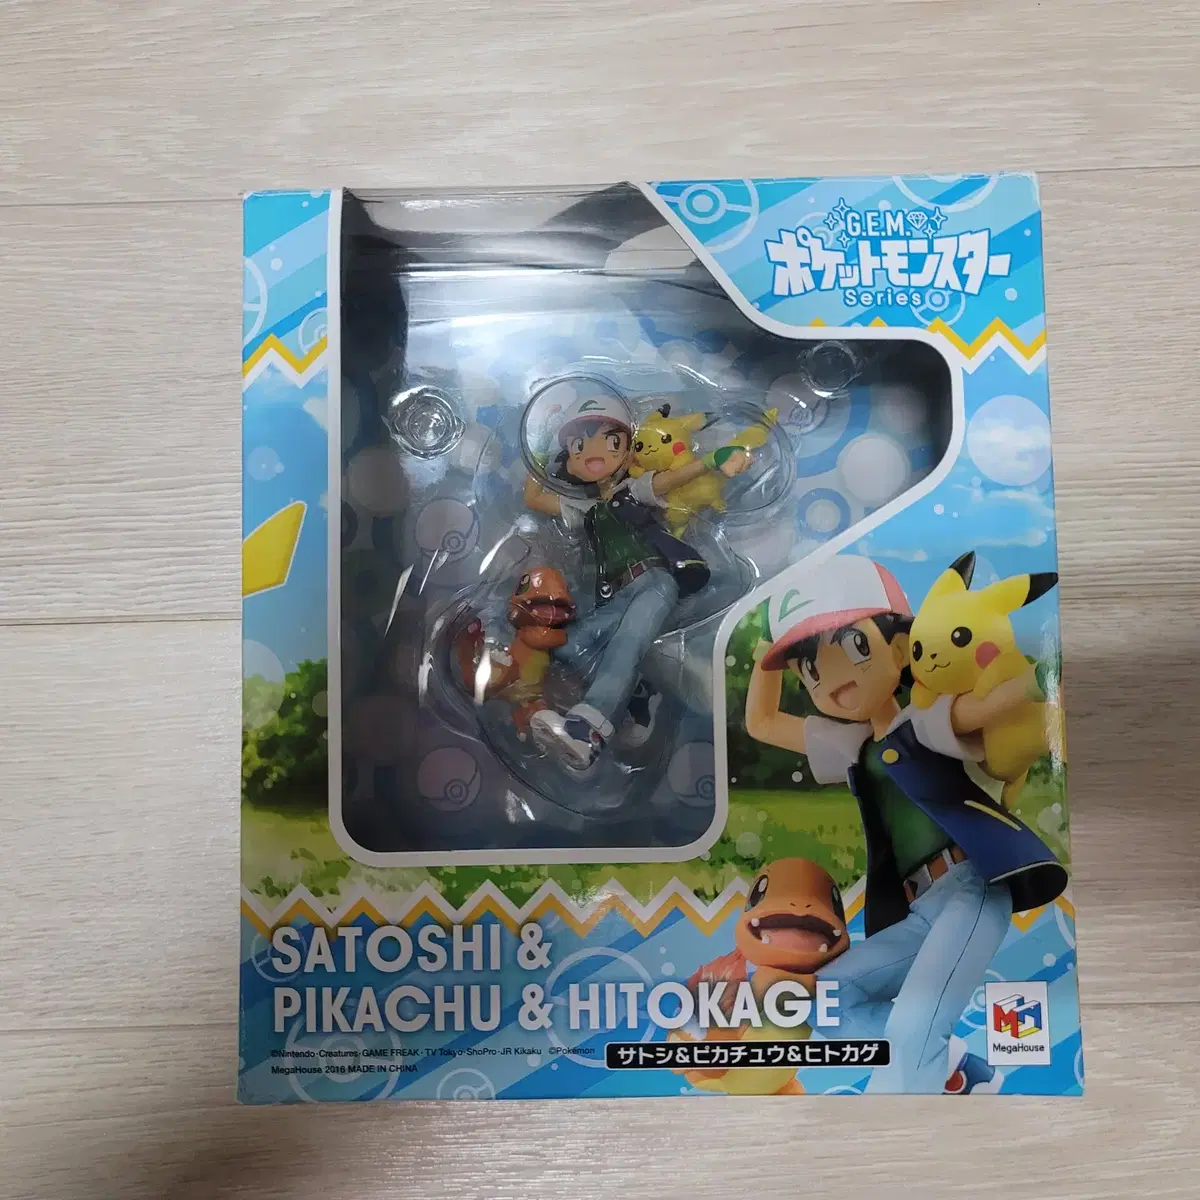 G.E.M.
ポケットモンスター
Series
SATOSHI &
PIKACHU & HITOKAGE
©Nintendo・Creatures・GAME FREAK・TV Tokyo・ShoPro・JR Kikaku ©Pokémon
MegaHouse 2016 MADE IN CHINA
サトシ&ピカチュウ&ヒトカゲ
MegaHouse